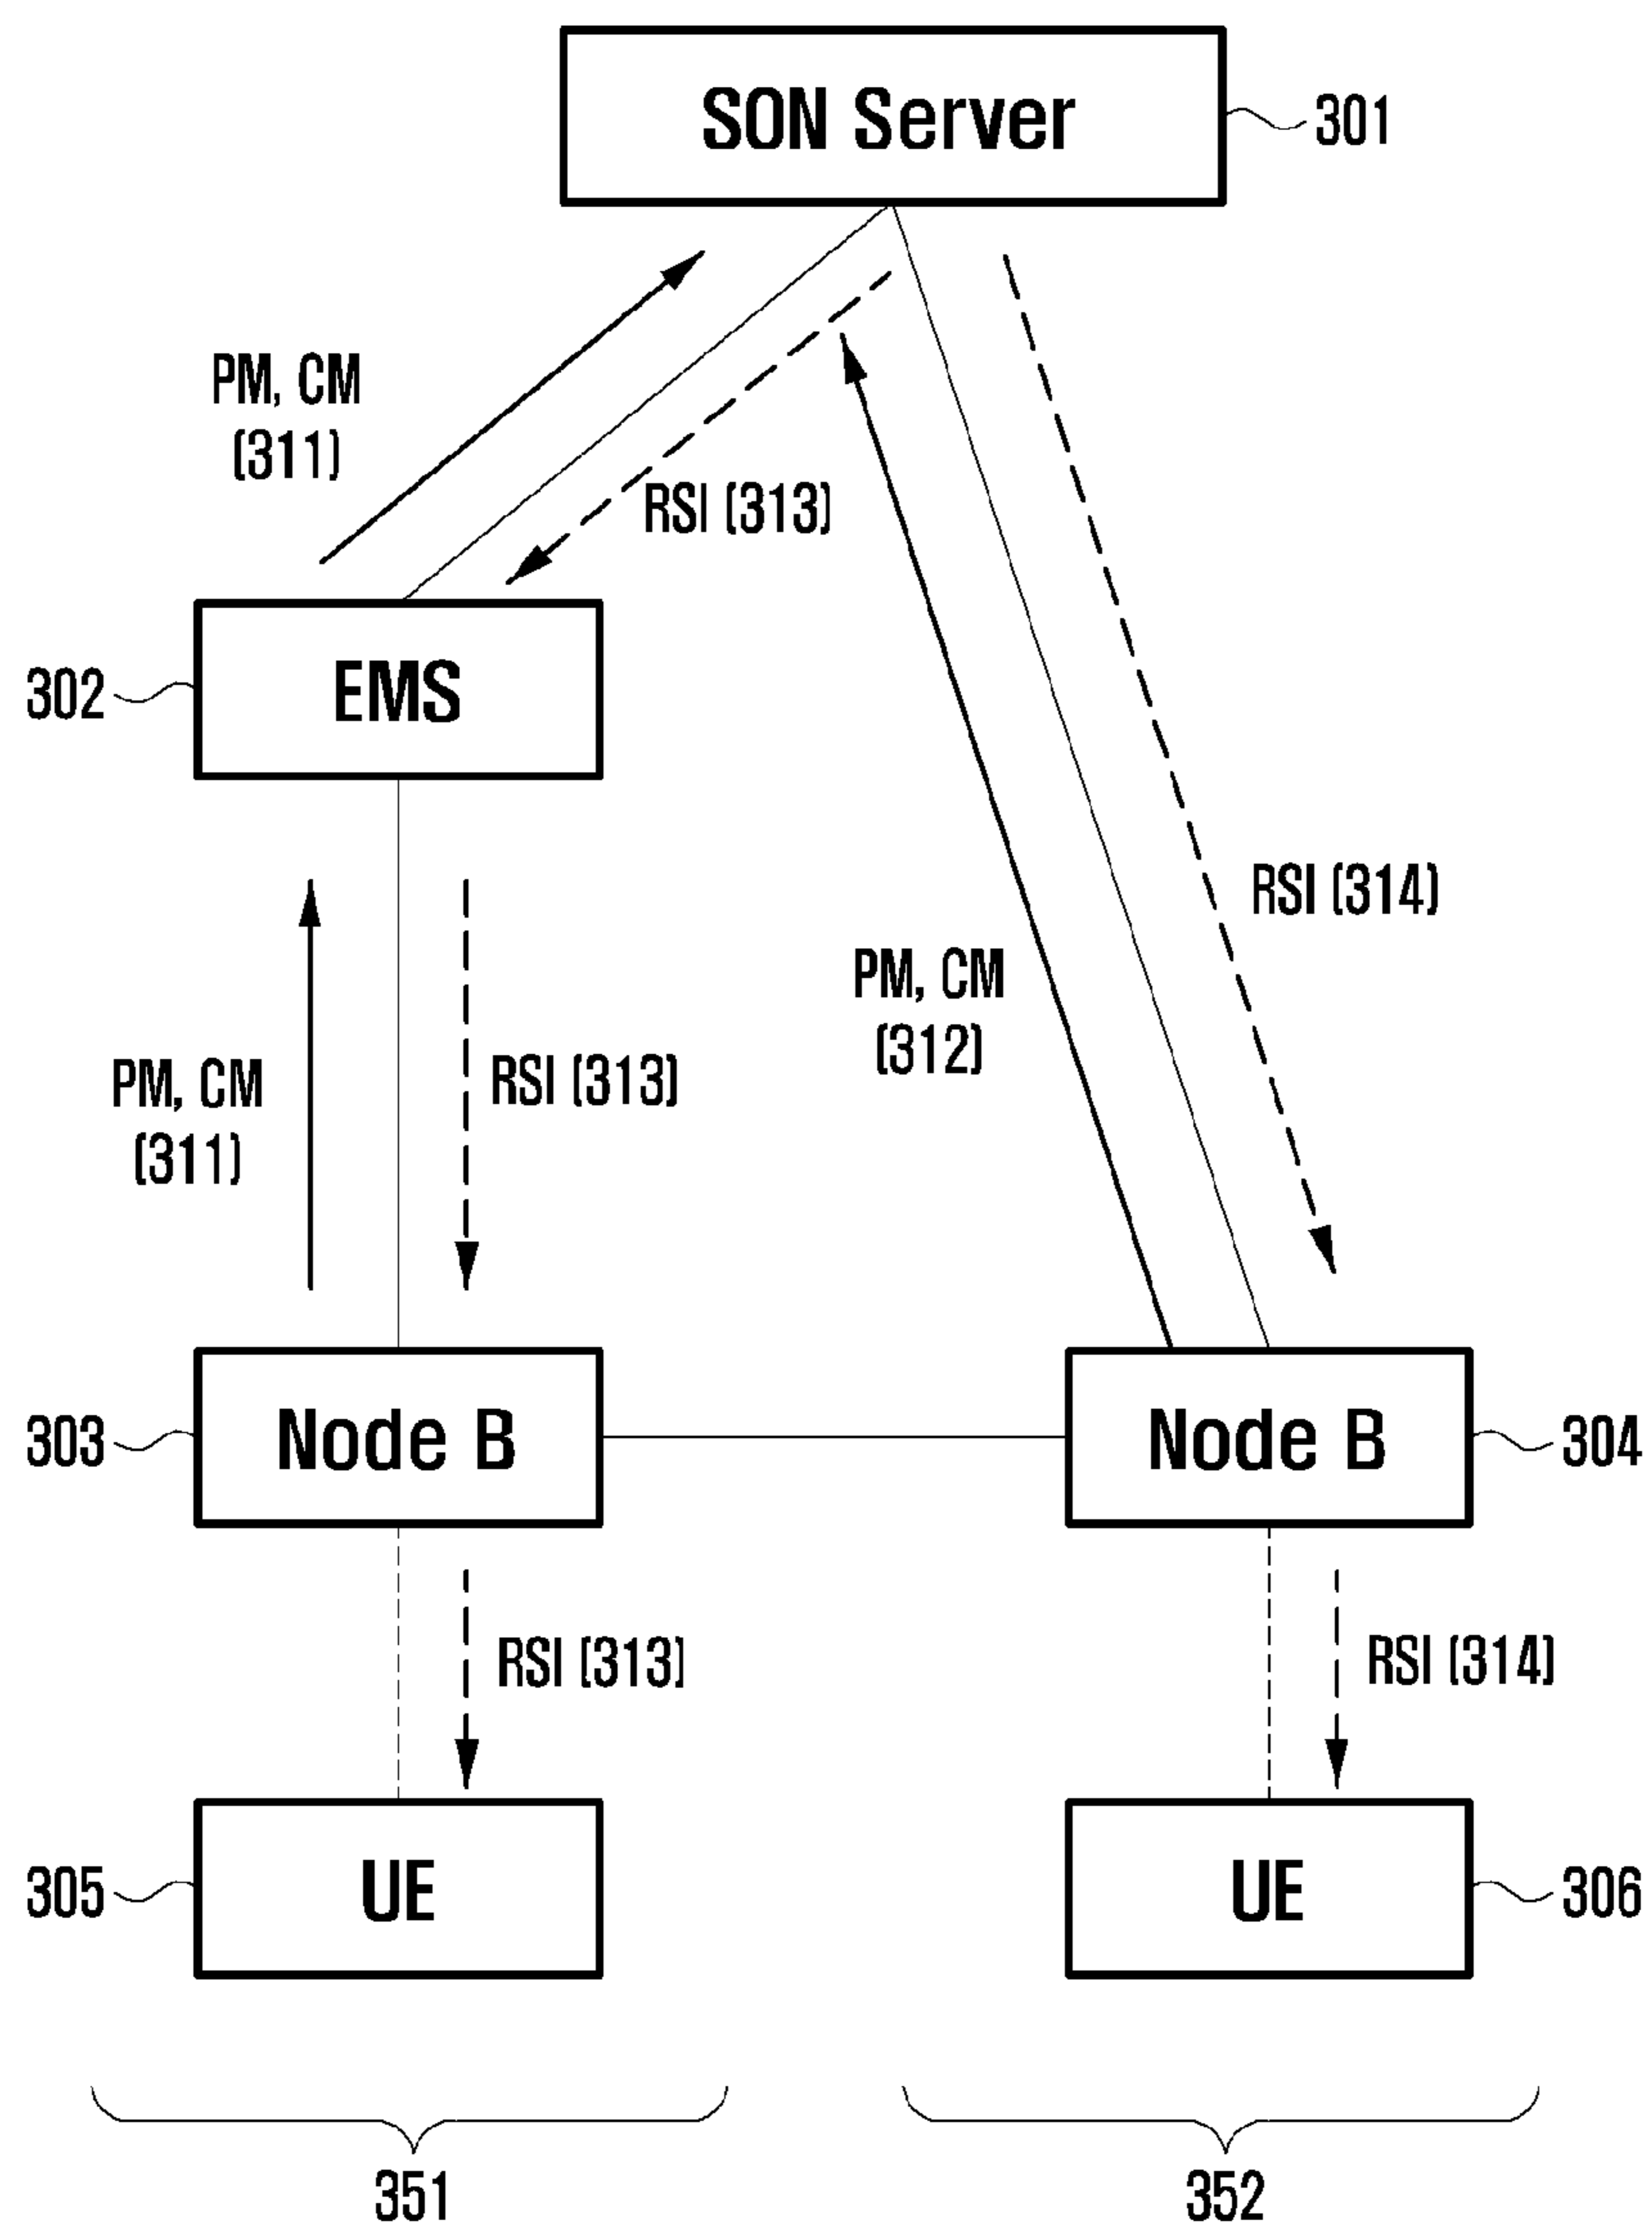 SON Server
301
PM, CM
(311)
RSI (313)
302
EMS
RSI (314)
PM, CM
(312)
PM, CM
(311)
RSI (313)
303
Node B
Node B
304
RSI (313)
RSI (314)
305
UE
UE
306
351
352